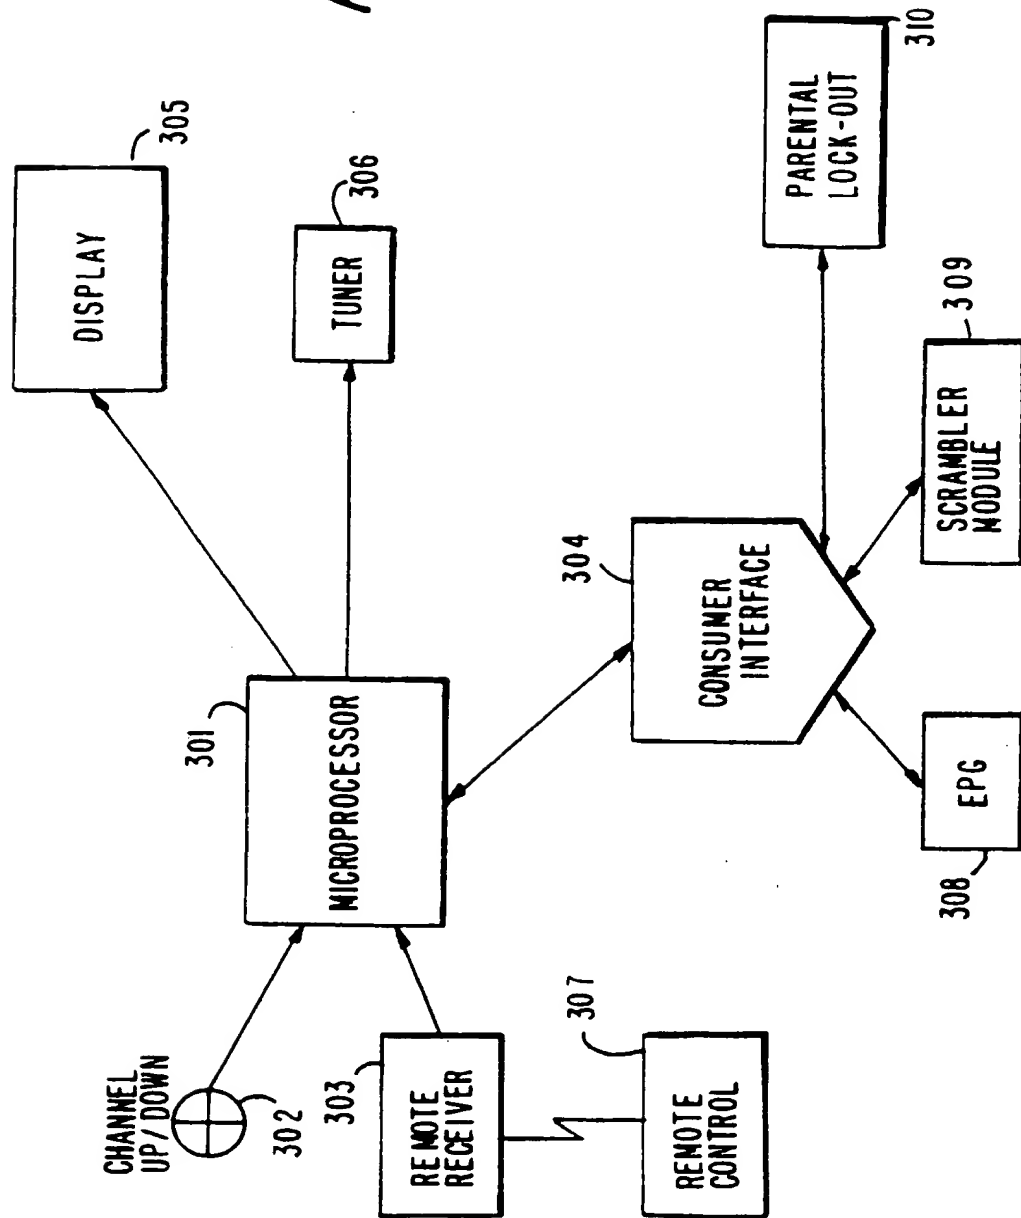 CHANNEL
UP/DOWN
302
REMOTE
RECEIVER
303
REMOTE
CONTROL
307
MICROPROCESSOR
301
DISPLAY
305
TUNER
306
CONSUMER
INTERFACE
304
EPG
308
SCRAMBLER
MODULE
309
PARENTAL
LOCK-OUT
310